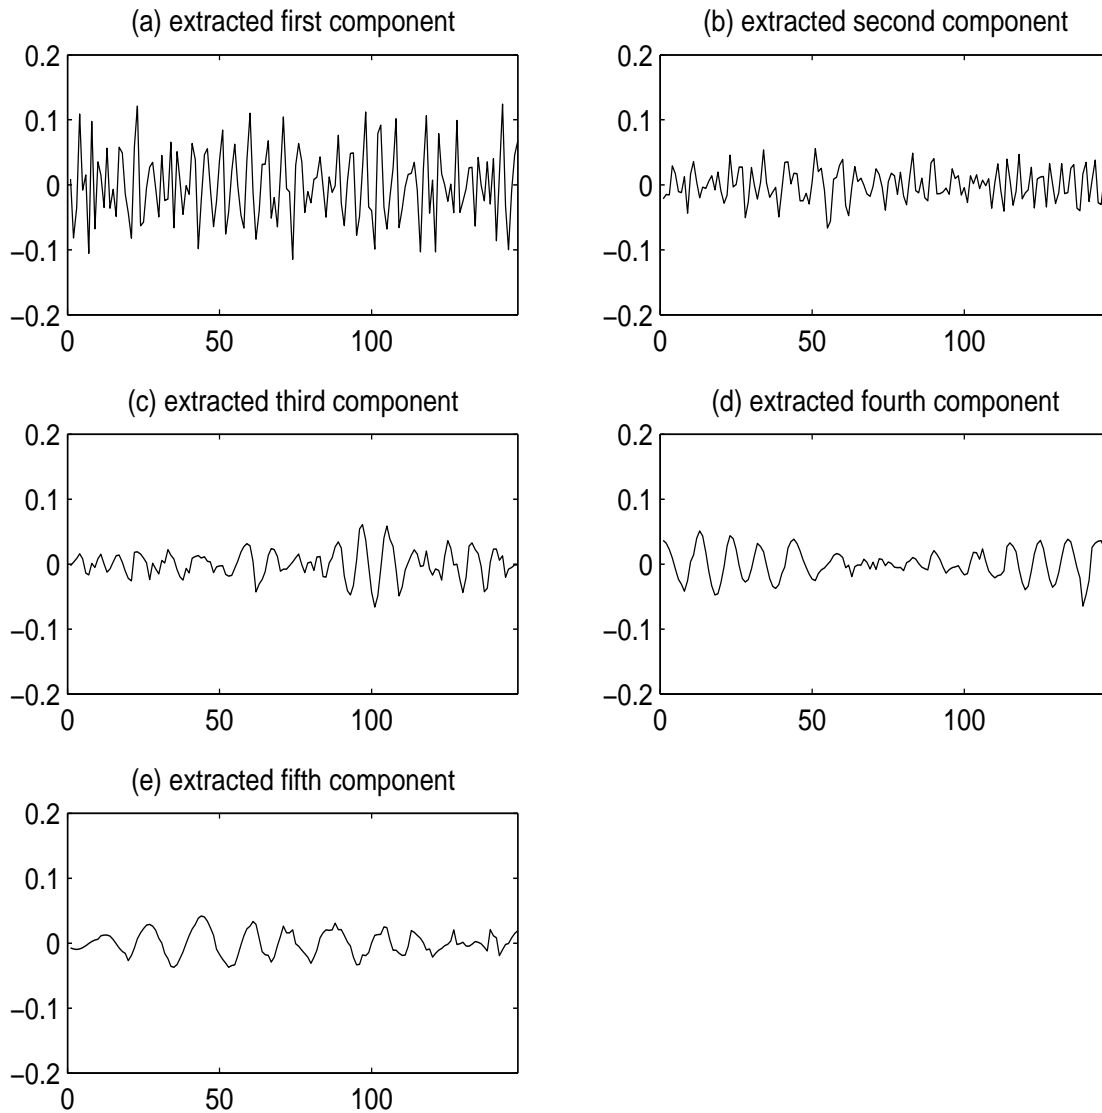 (a) extracted first component
0.2
0.1
0
−0.1
−0.2
0 50 100
(b) extracted second component
0.2
0.1
0
−0.1
−0.2
0 50 100
(c) extracted third component
0.2
0.1
0
−0.1
−0.2
0 50 100
(d) extracted fourth component
0.2
0.1
0
−0.1
−0.2
0 50 100
(e) extracted fifth component
0.2
0.1
0
−0.1
−0.2
0 50 100